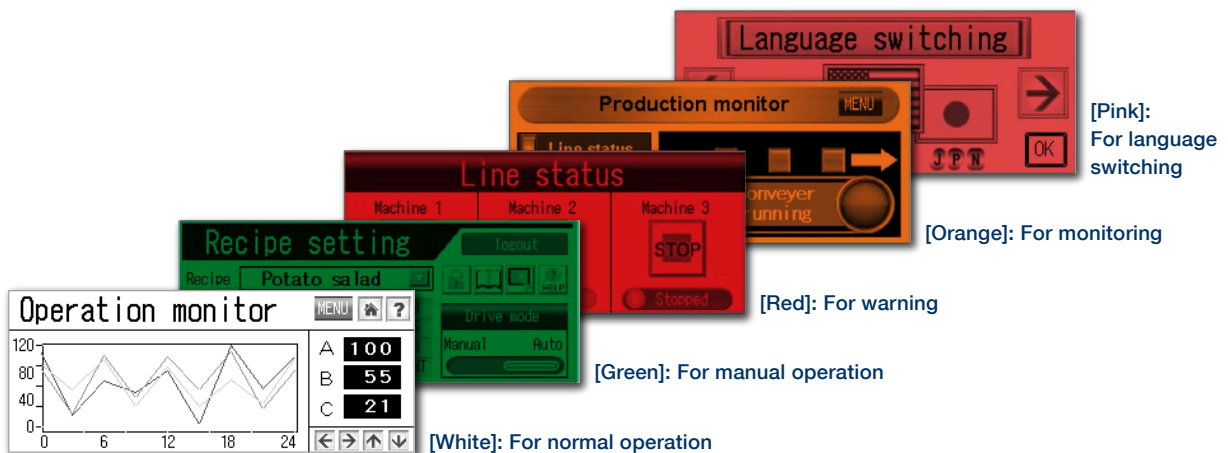 Language switching
JPN
OK
[Pink]:
For language
switching
Production monitor MENU
Line status
onveyer
unning
[Orange]: For monitoring
Line status
Machine 1 Machine 2 Machine 3
STOP
Stopped
[Red]: For warning
Recipe setting logout
Recipe Potato salad
HELP
Drive mode
Manual Auto
[Green]: For manual operation
Operation monitor MENU ?
120
80
40
0
0 6 12 18 24
A 100
B 55
C 21
[White]: For normal operation